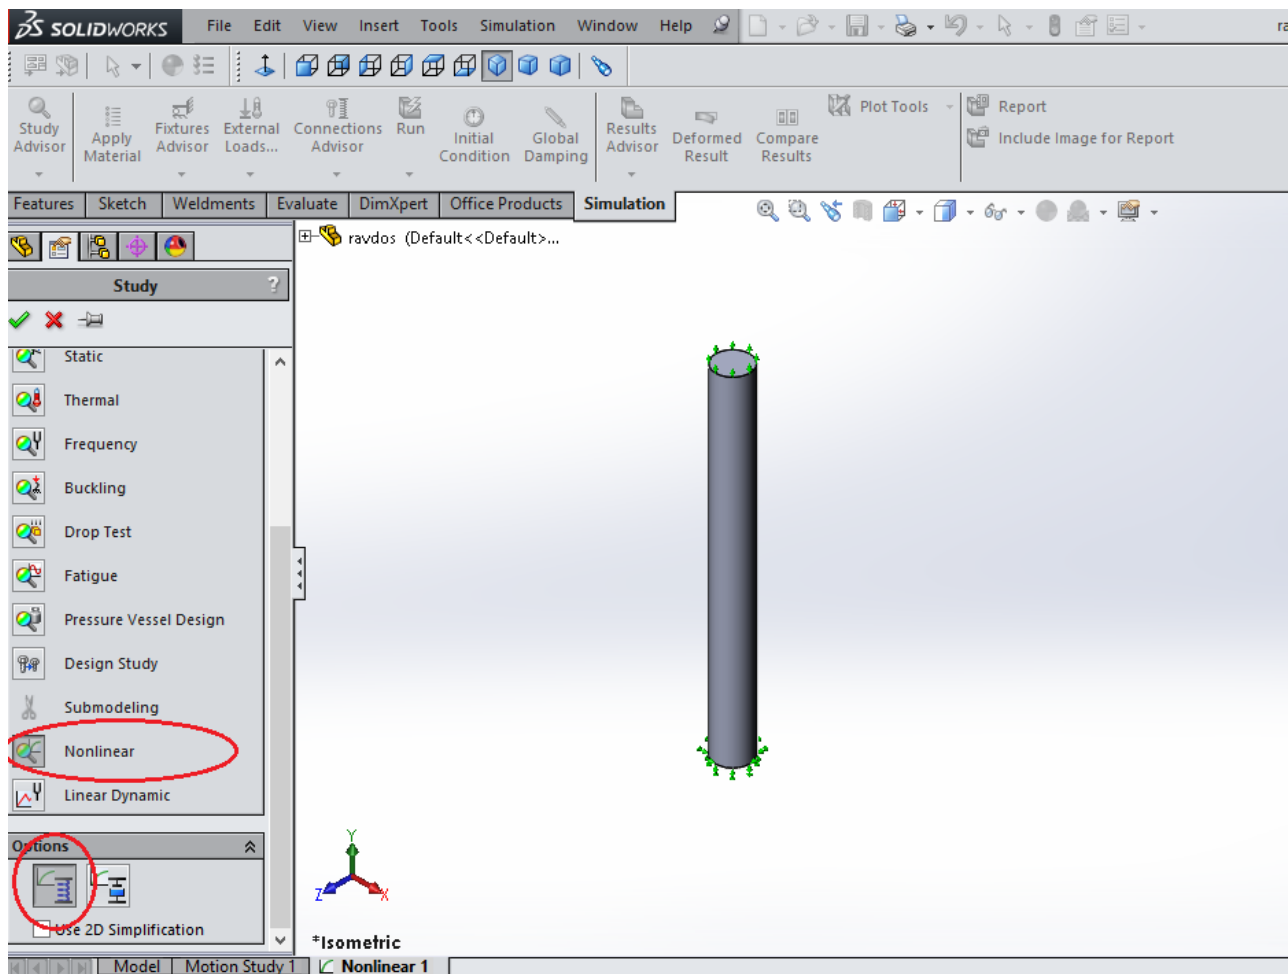 SOLIDWORKS File Edit View Insert Tools Simulation Window Help ra
Study Advisor
Apply Material
Fixtures Advisor
External Loads...
Connections Advisor
Run
Initial Condition
Global Damping
Results Advisor
Deformed Result
Compare Results
Plot Tools
Report
Include Image for Report
Features Sketch Weldments Evaluate DimXpert Office Products Simulation
ravdos (Default<<Default>...
Study ?
Static
Thermal
Frequency
Buckling
Drop Test
Fatigue
Pressure Vessel Design
Design Study
Submodeling
Nonlinear
Linear Dynamic
Options
Use 2D Simplification
Y
Z X
*Isometric
Model Motion Study 1 Nonlinear 1